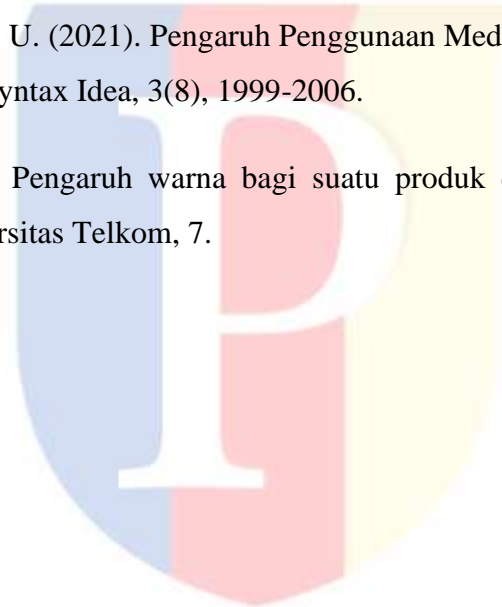 U. (2021). Pengaruh Penggunaan Med
yntax Idea, 3(8), 1999-2006.
Pengaruh warna bagi suatu produk
rsitas Telkom, 7.
P